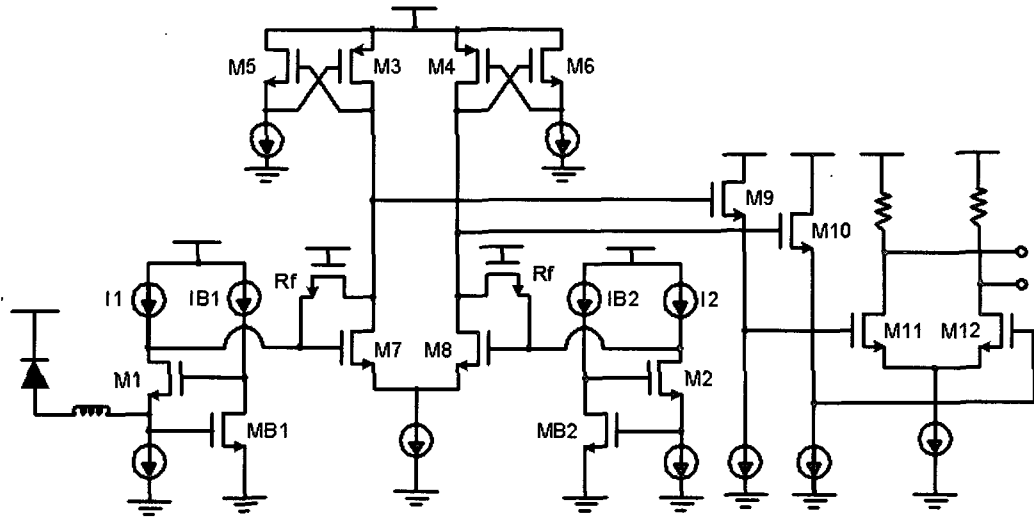 M5 M3 M4 M6
M9
M10
Rf Rf
I1 IB1 IB2 I2
M7 M8 M11 M12
M1 M2
MB1 MB2